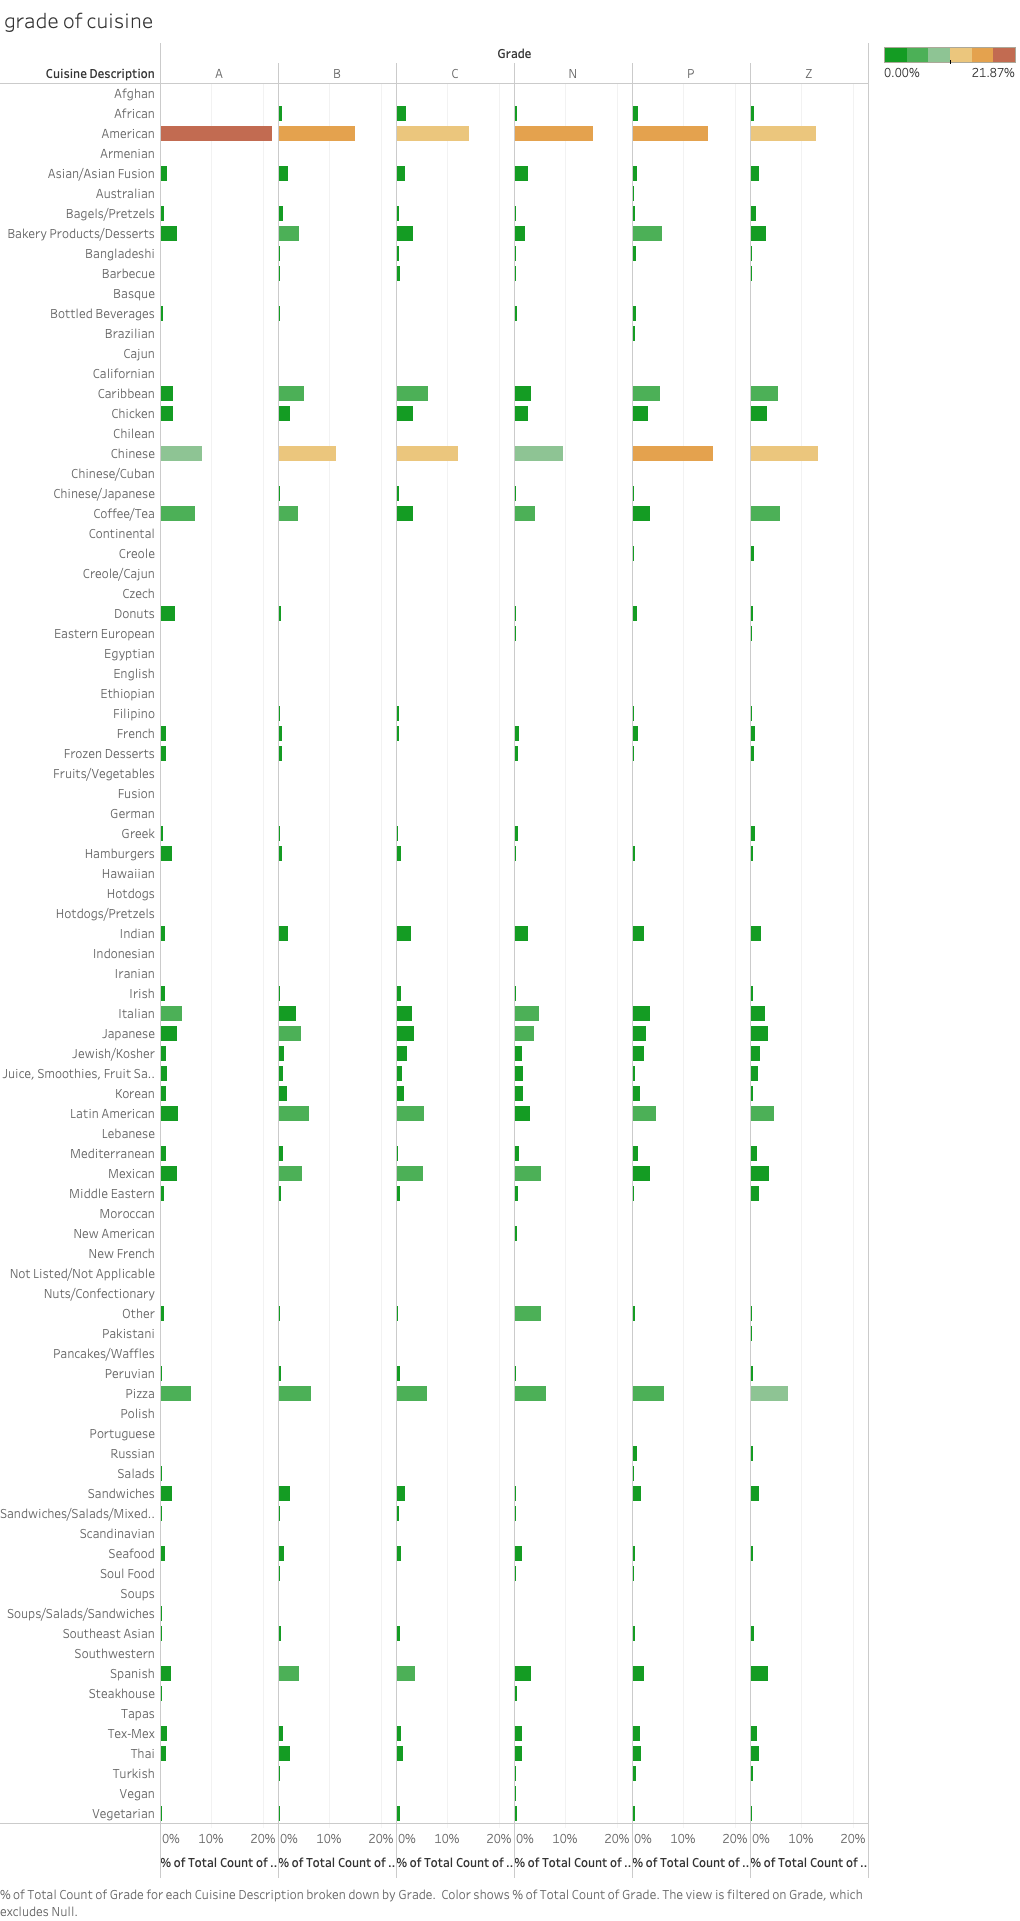 grade of cuisine
Grade
Cuisine Description A B C N P Z
0.00% 21.87%
Afghan
African
American
Armenian
Asian/Asian Fusion
Australian
Bagels/Pretzels
Bakery Products/Desserts
Bangladeshi
Barbecue
Basque
Bottled Beverages
Brazilian
Cajun
Californian
Caribbean
Chicken
Chilean
Chinese
Chinese/Cuban
Chinese/Japanese
Coffee/Tea
Continental
Creole
Creole/Cajun
Czech
Donuts
Eastern European
Egyptian
English
Ethiopian
Filipino
French
Frozen Desserts
Fruits/Vegetables
Fusion
German
Greek
Hamburgers
Hawaiian
Hotdogs
Hotdogs/Pretzels
Indian
Indonesian
Iranian
Irish
Italian
Japanese
Jewish/Kosher
Juice, Smoothies, Fruit Sa..
Korean
Latin American
Lebanese
Mediterranean
Mexican
Middle Eastern
Moroccan
New American
New French
Not Listed/Not Applicable
Nuts/Confectionary
Other
Pakistani
Pancakes/Waffles
Peruvian
Pizza
Polish
Portuguese
Russian
Salads
Sandwiches
Sandwiches/Salads/Mixed..
Scandinavian
Seafood
Soul Food
Soups
Soups/Salads/Sandwiches
Southeast Asian
Southwestern
Spanish
Steakhouse
Tapas
Tex-Mex
Thai
Turkish
Vegan
Vegetarian
0% 10% 20% 0% 10% 20% 0% 10% 20% 0% 10% 20% 0% 10% 20% 0% 10% 20%
% of Total Count of .. % of Total Count of .. % of Total Count of .. % of Total Count of .. % of Total Count of .. % of Total Count of ..
% of Total Count of Grade for each Cuisine Description broken down by Grade. Color shows % of Total Count of Grade. The view is filtered on Grade, which
excludes Null.